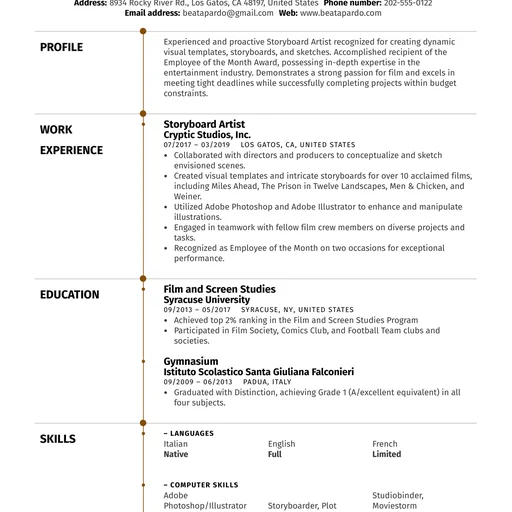 Address: 8934 Rocky River Rd., Los Gatos, CA 48197, United States Phone number: 202-555-0122
Email address: beatapardo@gmail.com Web: www.beatapardo.com
PROFILE
Experienced and proactive Storyboard Artist recognized for creating dynamic
visual templates, storyboards, and sketches. Accomplished recipient of the
Employee of the Month Award, possessing in-depth expertise in the
entertainment industry. Demonstrates a strong passion for film and excels in
meeting tight deadlines while successfully completing projects within budget
constraints.
WORK
EXPERIENCE
Storyboard Artist
Cryptic Studios, Inc.
07/2017 – 03/2019 LOS GATOS, CA, UNITED STATES
• Collaborated with directors and producers to conceptualize and sketch
envisioned scenes.
• Created visual templates and intricate storyboards for over 10 acclaimed films,
including Miles Ahead, The Prison in Twelve Landscapes, Men & Chicken, and
Weiner.
• Utilized Adobe Photoshop and Adobe Illustrator to enhance and manipulate
illustrations.
• Engaged in teamwork with fellow film crew members on diverse projects and
tasks.
• Recognized as Employee of the Month on two occasions for exceptional
performance.
EDUCATION
Film and Screen Studies
Syracuse University
09/2013 – 05/2017 SYRACUSE, NY, UNITED STATES
• Achieved top 2% ranking in the Film and Screen Studies Program
• Participated in Film Society, Comics Club, and Football Team clubs and
societies.
Gymnasium
Istituto Scolastico Santa Giuliana Falconieri
09/2009 – 06/2013 PADUA, ITALY
• Graduated with Distinction, achieving Grade 1 (A/excellent equivalent) in all
four subjects.
SKILLS
– LANGUAGES
Italian English French
Native Full Limited
– COMPUTER SKILLS
Adobe Studiobinder,
Photoshop/Illustrator Storyboarder, Plot Moviestorm